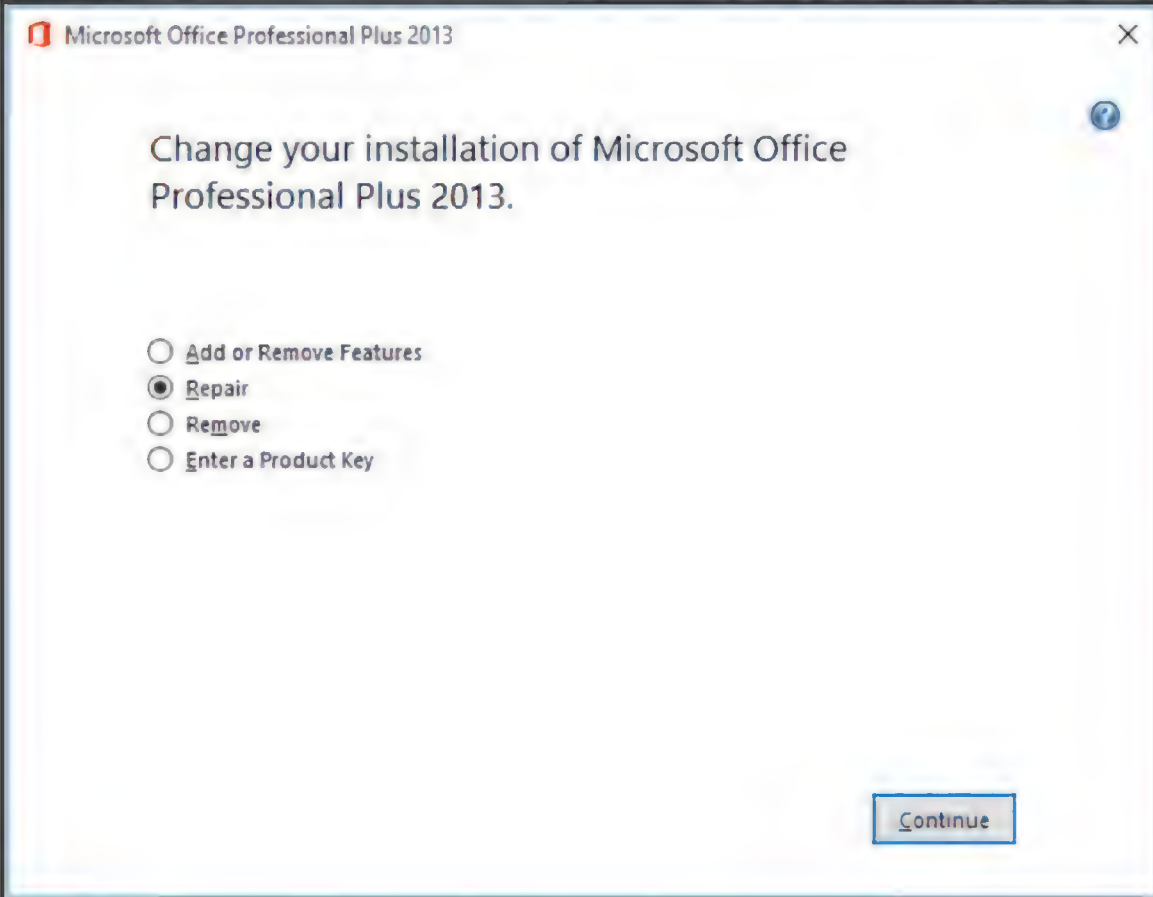 Microsoft Office Professional Plus 2013
Change your installation of Microsoft Office
Professional Plus 2013.
Add or Remove Features
Repair
Remove
Enter a Product Key
Continue